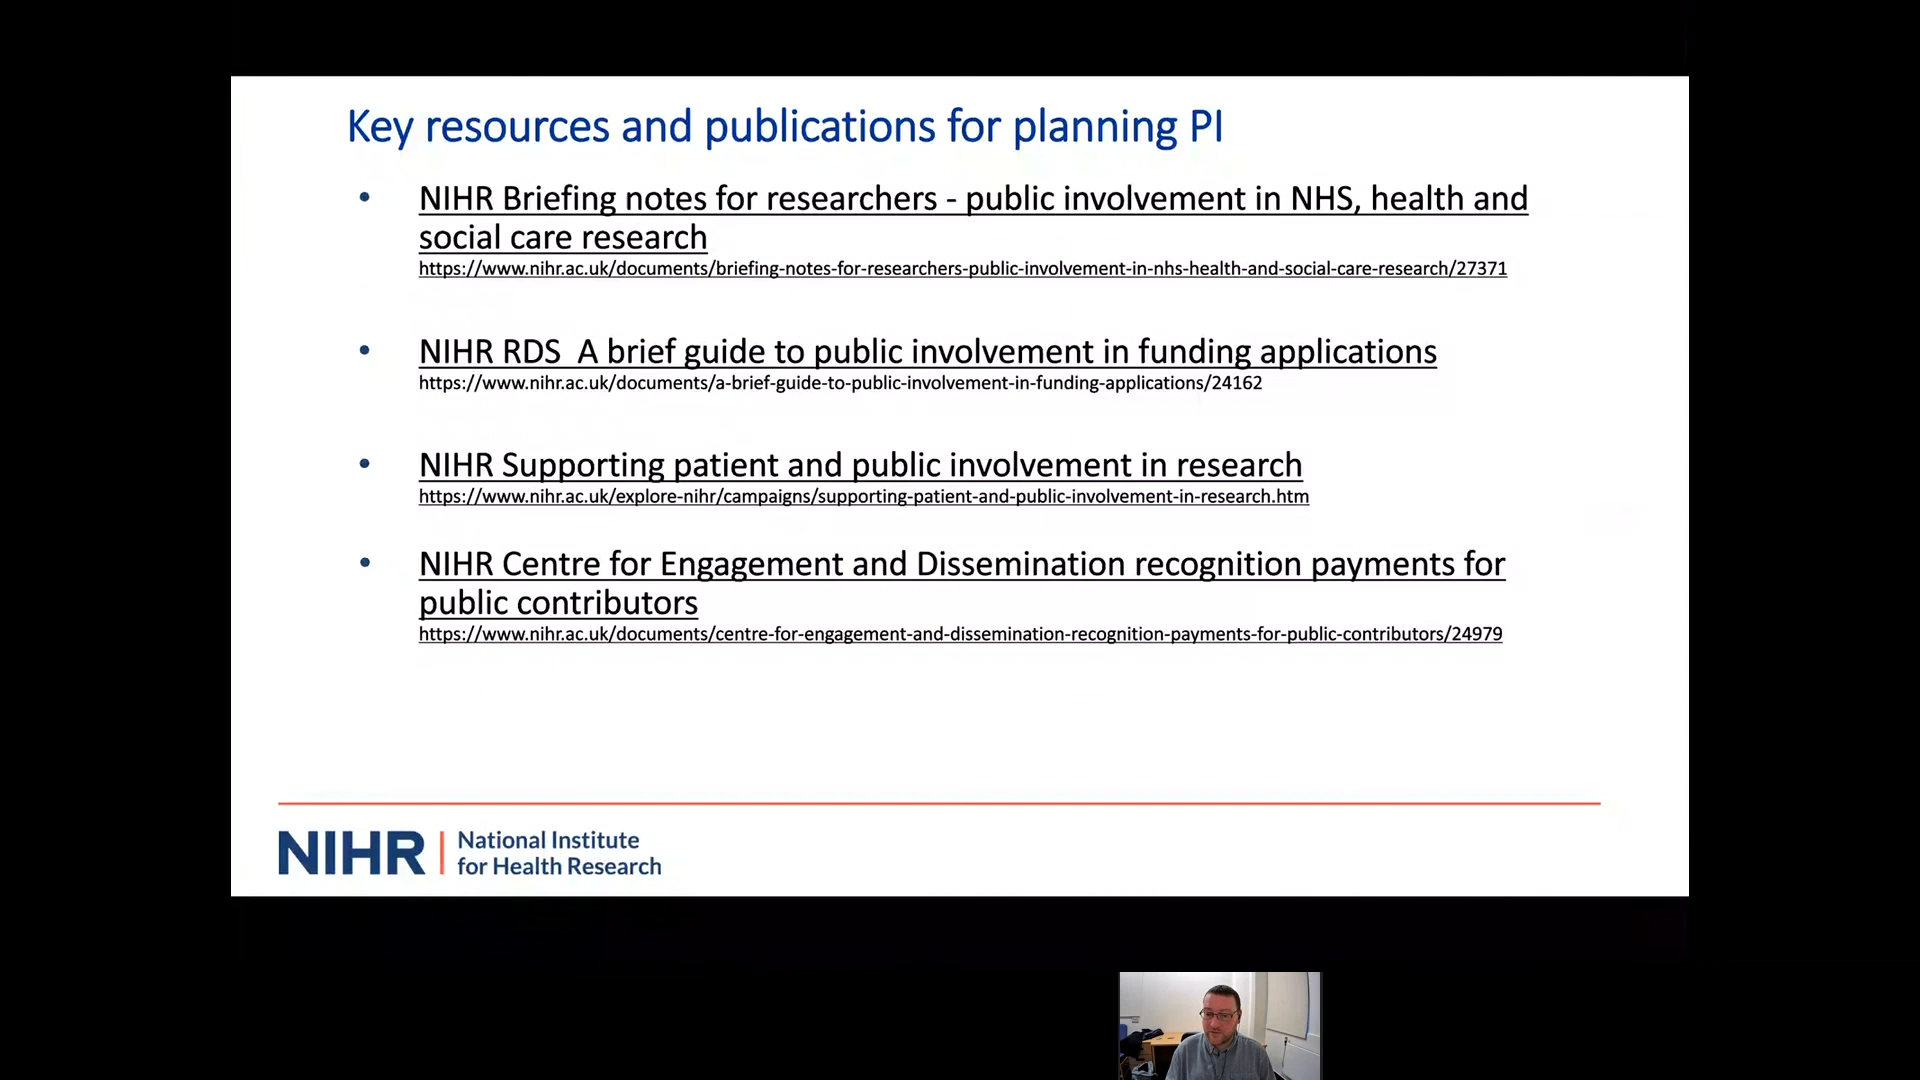 Key resources and publications for planning PI
• NIHR Briefing notes for researchers - public involvement in NHS, health and
social care research
https://www.nihr.ac.uk/documents/briefing-notes-for-researchers-public-involvement-in-nhs-health-and-social-care-research/27371
• NIHR RDS  A brief guide to public involvement in funding applications
https://www.nihr.ac.uk/documents/a-brief-guide-to-public-involvement-in-funding-applications/24162
• NIHR Supporting patient and public involvement in research
https://www.nihr.ac.uk/explore-nihr/campaigns/supporting-patient-and-public-involvement-in-research.htm
• NIHR Centre for Engagement and Dissemination recognition payments for
public contributors
https://www.nihr.ac.uk/documents/centre-for-engagement-and-dissemination-recognition-payments-for-public-contributors/24979
NIHR | National Institute
for Health Research